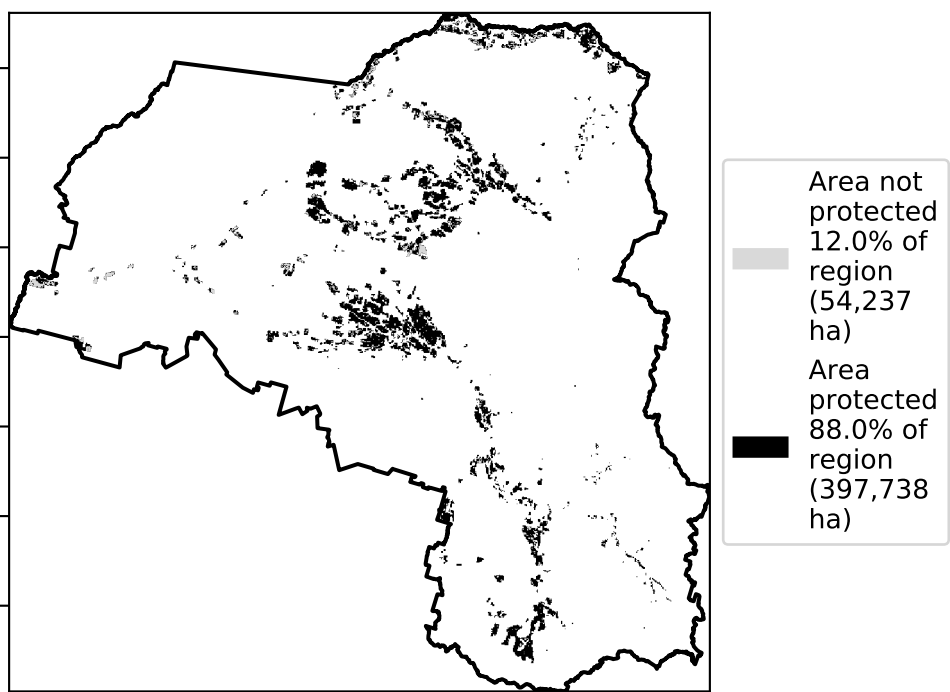 Area not
protected
12.0% of
region
(54,237
ha)
Area
protected
88.0% of
region
(397,738
ha)